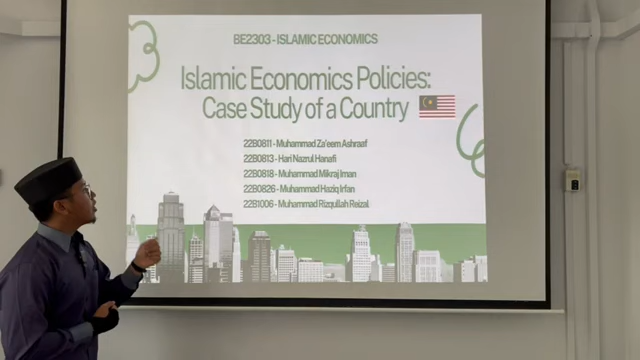 BE2303 - ISLAMIC ECONOMICS
Islamic Economics Policies:
Case Study of a Country
22B0811 - Muhammad Za'eem Ashraaf
22B0813 - Hari Nazrul Hanafi
22B0818 - Muhammad Mikraj Iman
22B0826 - Muhammad Haziq Irfan
22B1006 - Muhammad Rizqullah Reizal